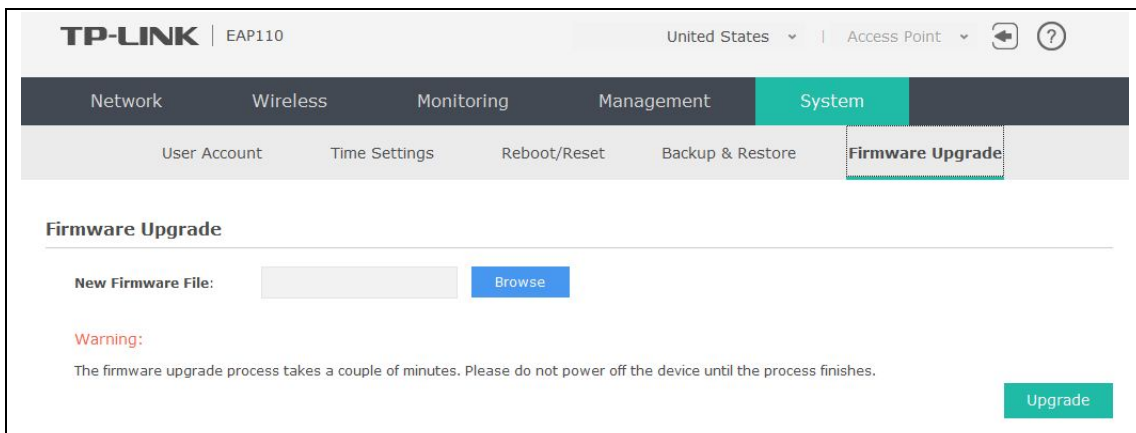 TP-LINK | EAP110 United States | Access Point ?
Network Wireless Monitoring Management System
User Account Time Settings Reboot/Reset Backup & Restore Firmware Upgrade
Firmware Upgrade
New Firmware File: Browse
Warning:
The firmware upgrade process takes a couple of minutes. Please do not power off the device until the process finishes.
Upgrade